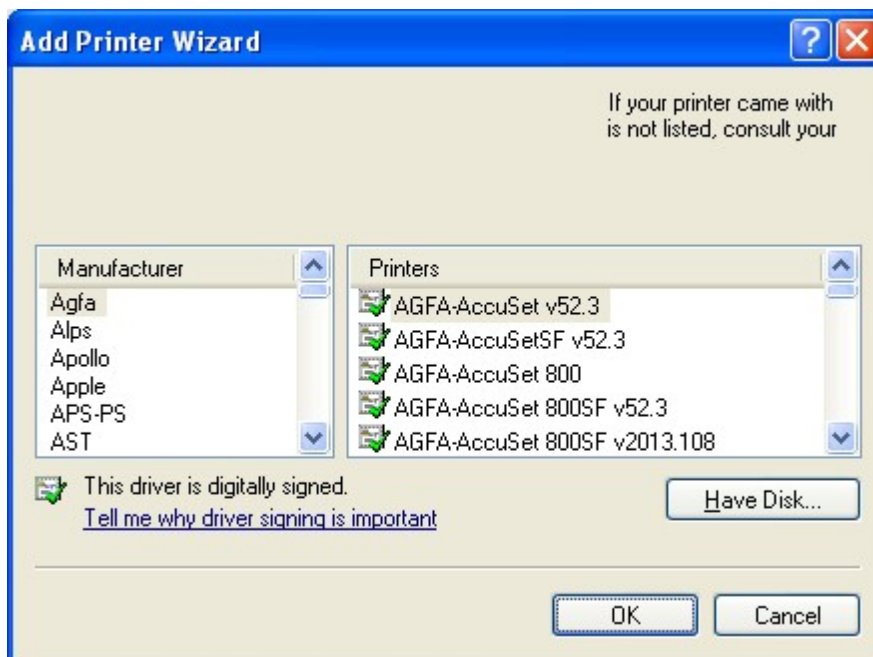 Add Printer Wizard
If your printer came with
is not listed, consult your
Manufacturer
Agfa
Alps
Apollo
Apple
APS-PS
AST
Printers
AGFA-AccuSet v52.3
AGFA-AccuSetSF v52.3
AGFA-AccuSet 800
AGFA-AccuSet 800SF v52.3
AGFA-AccuSet 800SF v2013.108
This driver is digitally signed.
Tell me why driver signing is important
Have Disk...
OK
Cancel